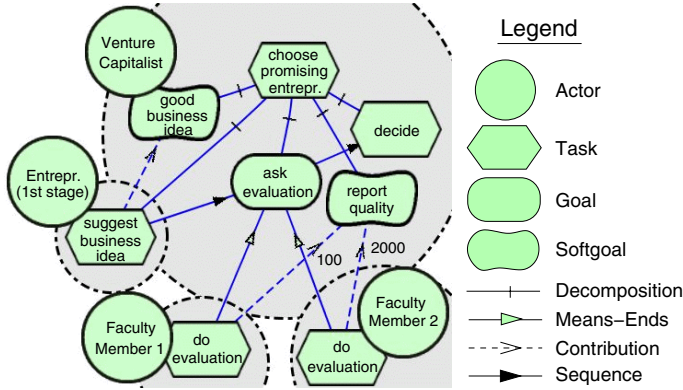 Venture
Capitalist
choose
promising
entrepr.
good
business
idea
decide
Entrepr.
(1st stage)
ask
evaluation
report
quality
suggest
business
idea
100
2000
Faculty
Member 1
do
evaluation
do
evaluation
Faculty
Member 2
Legend
Actor
Task
Goal
Softgoal
Decomposition
Means-Ends
Contribution
Sequence